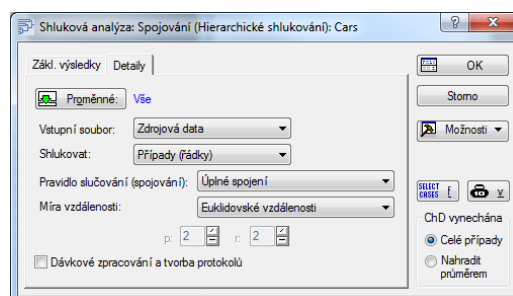 Shluková analýza: Spojování (Hierarchické shlukování): Cars
Zákl. výsledky Detaily
OK
Proměnné: Vše
Storno
Vstupní soubor: Zdrojová data
Možnosti
Shlukovat: Případy (řádky)
Pravidlo slučování (spojování): Úplné spojení
SELECT CASES f v
Míra vzdálenosti: Euklidovské vzdálenosti
ChD vynechána
p: 2 r: 2
Celé případy
Dávkové zpracování a tvorba protokolů
Nahradit
průměrem